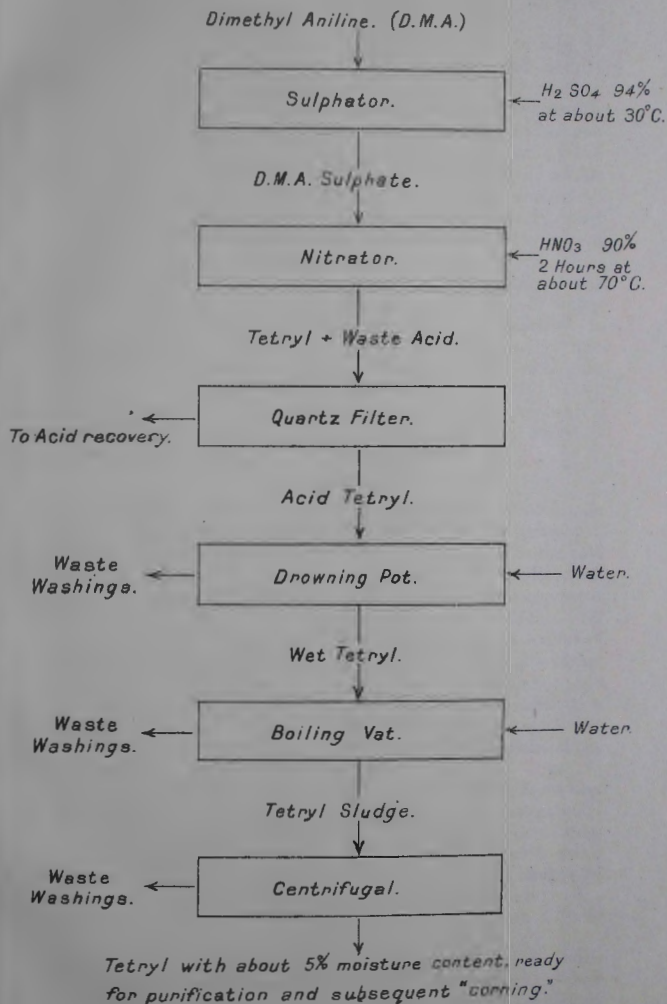 Dimethyl Aniline. (D.M.A.)
Sulphator.
H₂ SO₄ 94%
at about 30°C.
D.M.A. Sulphate.
Nitrator.
HNO₃ 90%
2 Hours at
about 70°C.
Tetryl + Waste Acid.
Quartz Filter.
To Acid recovery.
Acid Tetryl.
Waste
Washings.
Drowning Pot.
Water.
Wet Tetryl.
Waste
Washings.
Boiling Vat.
Water.
Tetryl Sludge.
Waste
Washings.
Centrifugal.
Tetryl with about 5% moisture content, ready
for purification and subsequent "corning."